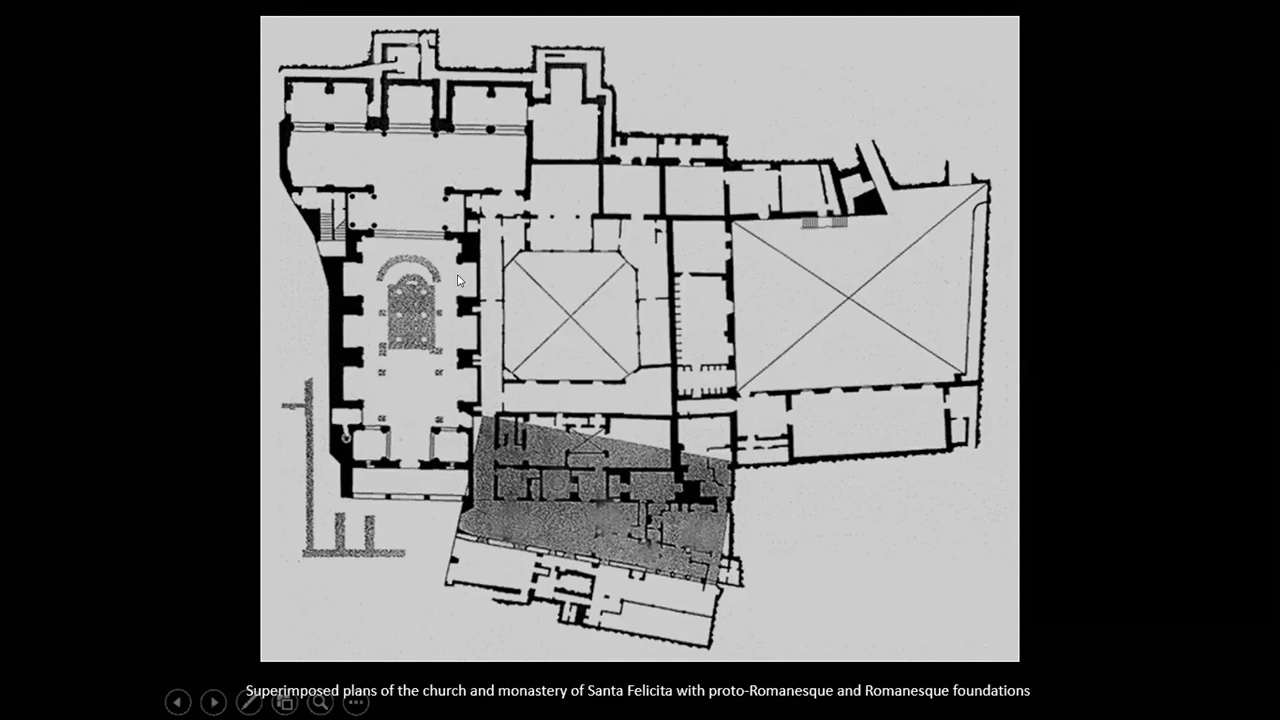 Superimposed plans of the church and monastery of Santa Felicita with proto-Romanesque and Romanesque foundations